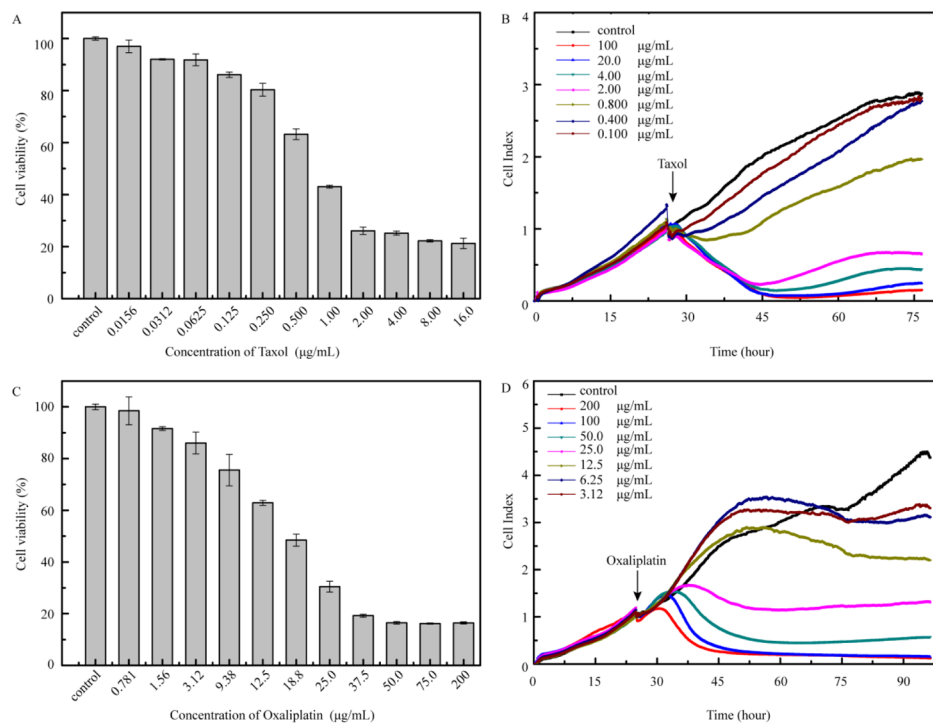 A
Cell viability (%)
100
80
60
40
20
0
control
0.0156
0.0312
0.0625
0.125
0.250
0.500
1.00
2.00
4.00
8.00
16.0
Concentration of Taxol (μg/mL)
B
Cell Index
4
3
2
1
0
control
100 μg/mL
20.0 μg/mL
4.00 μg/mL
2.00 μg/mL
0.800 μg/mL
0.400 μg/mL
0.100 μg/mL
Taxol
0 15 30 45 60 75
Time (hour)
C
Cell viability (%)
100
80
60
40
20
0
control
0.781
1.56
3.12
9.38
12.5
18.8
25.0
37.5
50.0
75.0
200
Concentration of Oxaliplatin (μg/mL)
D
Cell Index
6
5
4
3
2
1
0
control
200 μg/mL
100 μg/mL
50.0 μg/mL
25.0 μg/mL
12.5 μg/mL
6.25 μg/mL
3.12 μg/mL
Oxaliplatin
0 15 30 45 60 75 90
Time (hour)